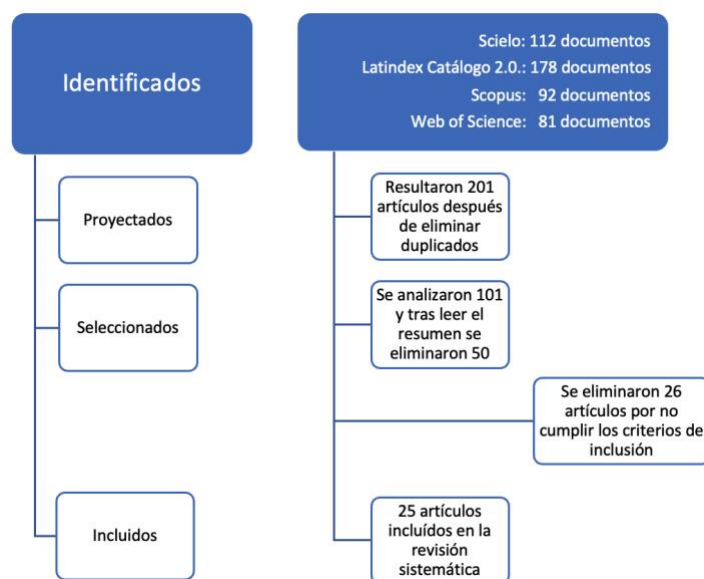 Identificados
Scielo: 112 documentos
Latindex Catálogo 2.0.: 178 documentos
Scopus: 92 documentos
Web of Science: 81 documentos
Proyectados
Resultaron 201
artículos después
de eliminar
duplicados
Seleccionados
Se analizaron 101
y tras leer el
resumen se
eliminaron 50
Se eliminaron 26
artículos por no
cumplir los criterios de
inclusión
Incluidos
25 artículos
incluídos en la
revisión
sistemática